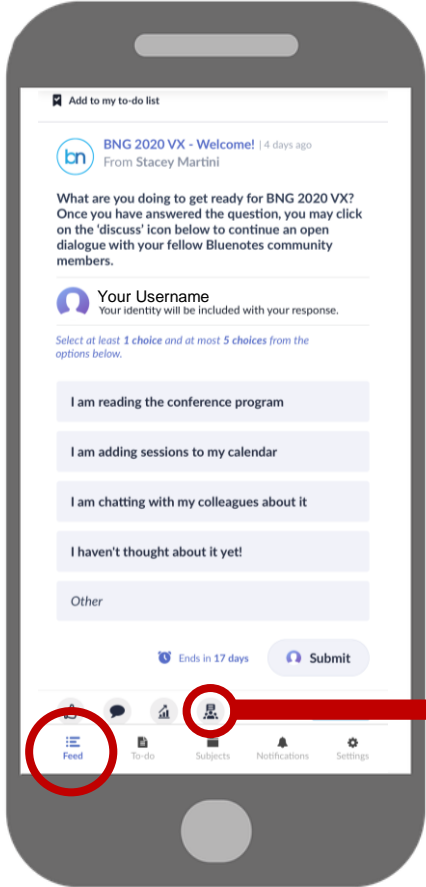 Add to my to-do list
bn
BNG 2020 VX - Welcome! | 4 days ago
From Stacey Martini
What are you doing to get ready for BNG 2020 VX?
Once you have answered the question, you may click
on the 'discuss' icon below to continue an open
dialogue with your fellow Bluenotes community
members.
Your Username
Your identity will be included with your response.
Select at least 1 choice and at most 5 choices from the
options below.
I am reading the conference program
I am adding sessions to my calendar
I am chatting with my colleagues about it
I haven't thought about it yet!
Other
Ends in 17 days
Submit
Feed
To-do
Subjects
Notifications
Settings